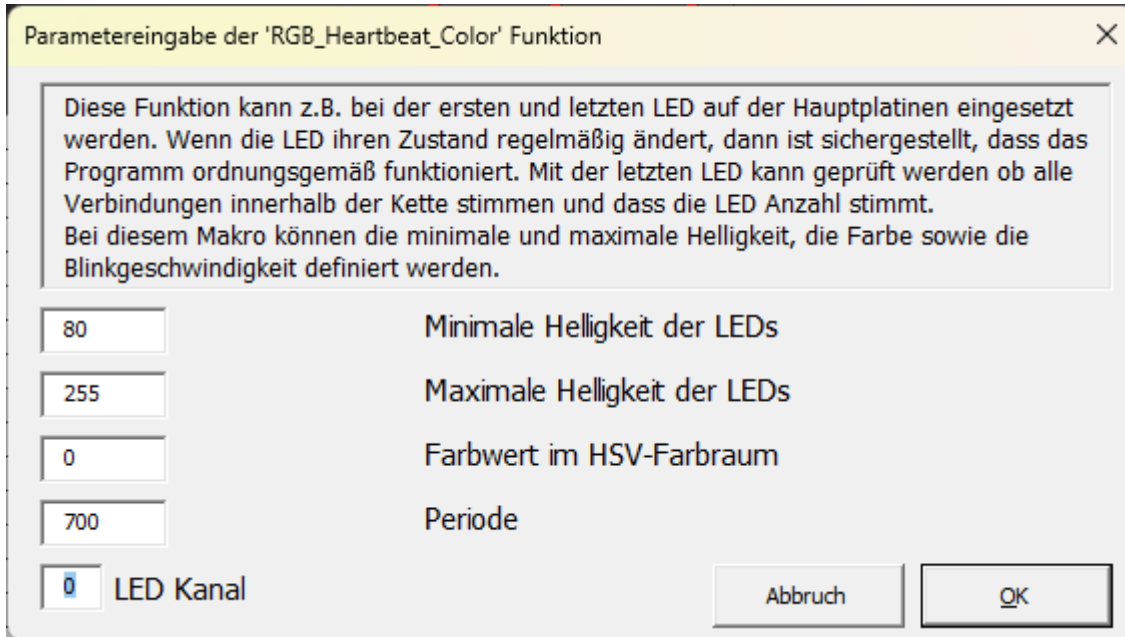 Parametereingabe der 'RGB_Heartbeat_Color' Funktion
Diese Funktion kann z.B. bei der ersten und letzten LED auf der Hauptplatinen eingesetzt
werden. Wenn die LED ihren Zustand regelmäßig ändert, dann ist sichergestellt, dass das
Programm ordnungsgemäß funktioniert. Mit der letzten LED kann geprüft werden ob alle
Verbindungen innerhalb der Kette stimmen und dass die LED Anzahl stimmt.
Bei diesem Makro können die minimale und maximale Helligkeit, die Farbe sowie die
Blinkgeschwindigkeit definiert werden.
80 Minimale Helligkeit der LEDs
255 Maximale Helligkeit der LEDs
0 Farbwert im HSV-Farbraum
700 Periode
0 LED Kanal Abbruch OK